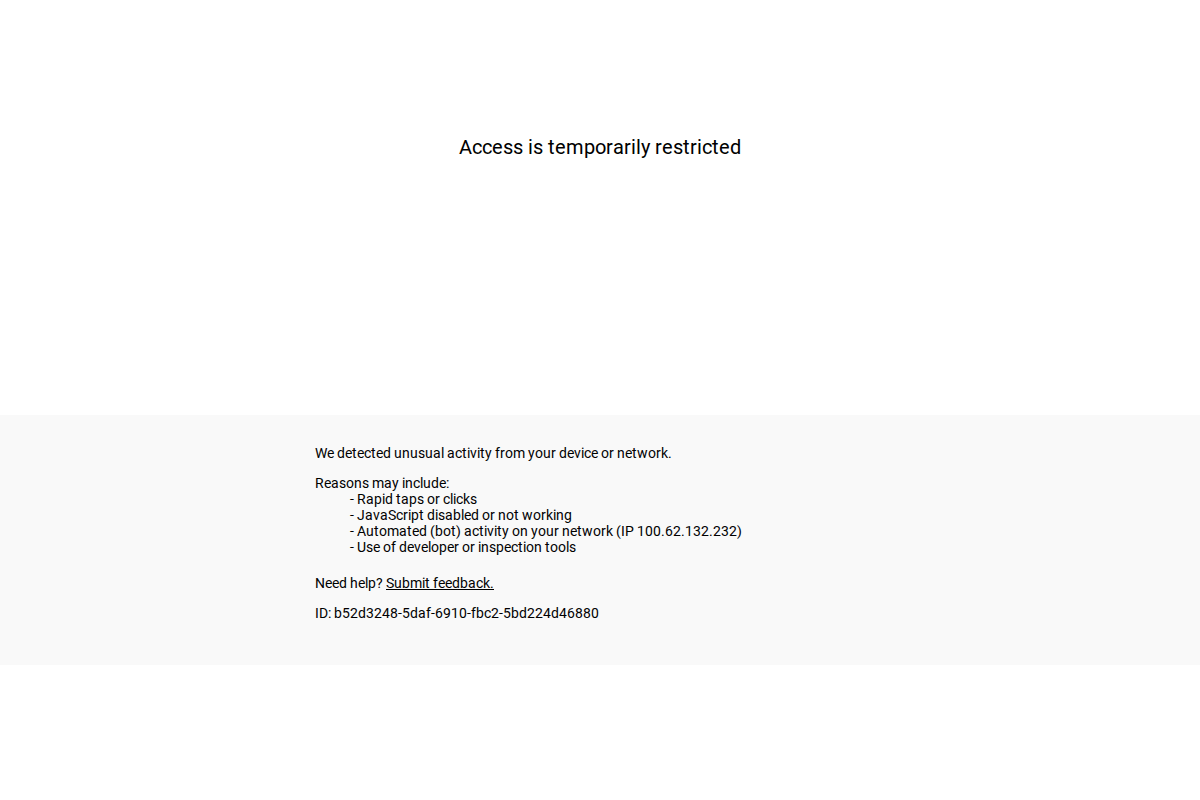 Access is temporarily restricted
We detected unusual activity from your device or network.
Reasons may include:
- Rapid taps or clicks
- JavaScript disabled or not working
- Automated (bot) activity on your network (IP 100.62.132.232)
- Use of developer or inspection tools
Need help? Submit feedback.
ID: b52d3248-5daf-6910-fbc2-5bd224d46880